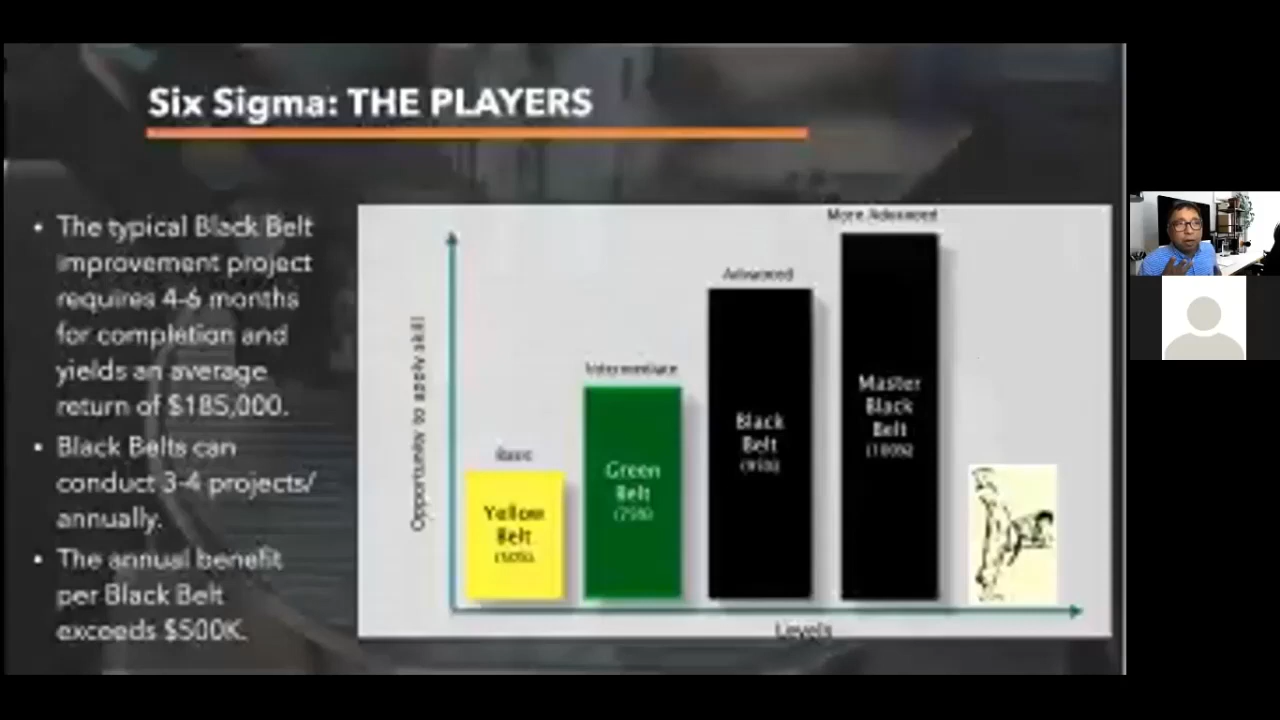 Six Sigma: THE PLAYERS
• The typical Black Belt
improvement project
requires 4-6 months
for completion and
yields an average
return of $185,000.
• Black Belts can
conduct 3-4 projects/
annually.
• The annual benefit
per Black Belt
exceeds $500K.
Opportunity to apply skill
Basic
Yellow
Belt
Intermediate
Green
Belt
Advanced
Black
Belt
More Advanced
Master
Black
Belt
(100%)
Levels